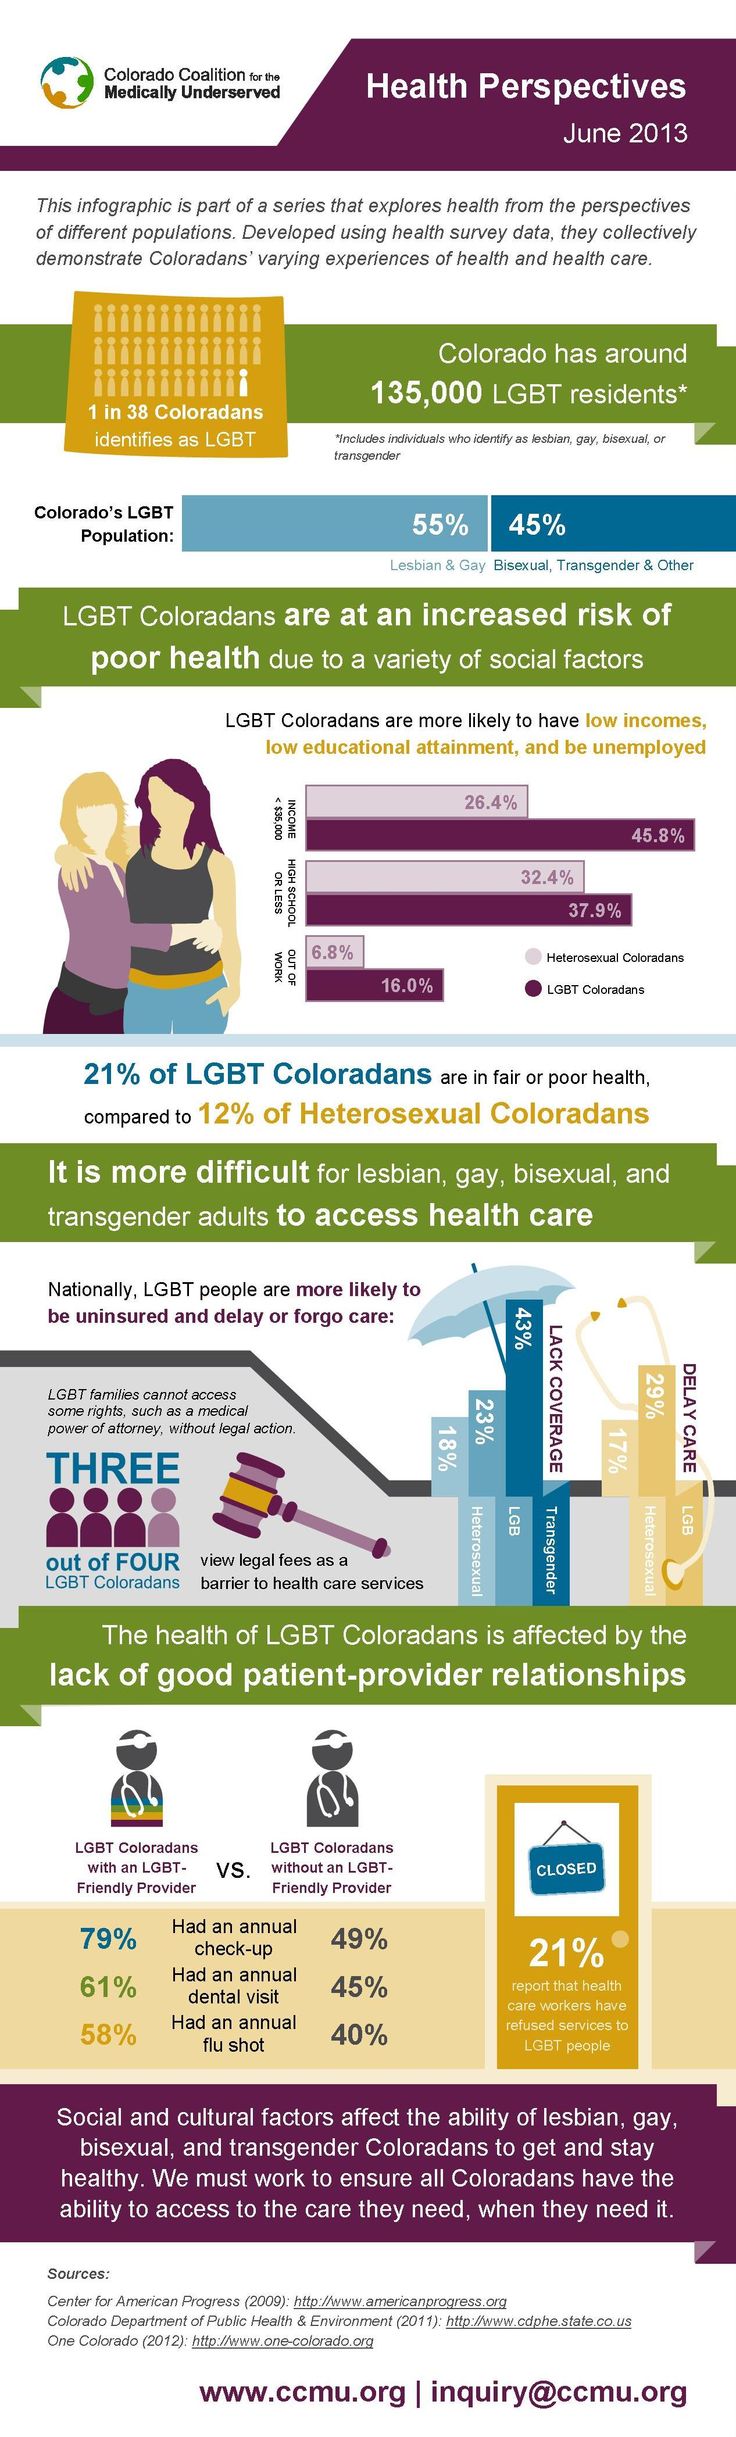 Colorado Coalition for the
Medically Underserved
Health Perspectives
June 2013
This infographic is part of a series that explores health from the perspectives
of different populations. Developed using health survey data, they collectively
demonstrate Coloradans' varying experiences of health and health care.
1 in 38 Coloradans
identifies as LGBT
Colorado has around
135,000 LGBT residents*
*Includes individuals who identify as lesbian, gay, bisexual, or
transgender
Colorado's LGBT
Population:
55%
45%
Lesbian & Gay
Bisexual, Transgender & Other
LGBT Coloradans are at an increased risk of
poor health due to a variety of social factors
LGBT Coloradans are more likely to have low incomes,
low educational attainment, and be unemployed
INCOME
< $35,000
26.4%
45.8%
HIGH SCHOOL
OR LESS
32.4%
37.9%
OUT OF
WORK
6.8%
16.0%
Heterosexual Coloradans
LGBT Coloradans
21% of LGBT Coloradans are in fair or poor health,
compared to 12% of Heterosexual Coloradans
It is more difficult for lesbian, gay, bisexual, and
transgender adults to access health care
Nationally, LGBT people are more likely to
be uninsured and delay or forgo care:
LGBT families cannot access
some rights, such as a medical
power of attorney, without legal action.
THREE
out of FOUR
LGBT Coloradans
view legal fees as a
barrier to health care services
18%
23%
43%
LACK COVERAGE
Heterosexual
LGB
Transgender
17%
29%
DELAY CARE
Heterosexual
LGB
The health of LGBT Coloradans is affected by the
lack of good patient-provider relationships
LGBT Coloradans
with an LGBT-
Friendly Provider
vs.
LGBT Coloradans
without an LGBT-
Friendly Provider
79%
Had an annual
check-up
49%
61%
Had an annual
dental visit
45%
58%
Had an annual
flu shot
40%
CLOSED
21%
report that health
care workers have
refused services to
LGBT people
Social and cultural factors affect the ability of lesbian, gay,
bisexual, and transgender Coloradans to get and stay
healthy. We must work to ensure all Coloradans have the
ability to access to the care they need, when they need it.
Sources:
Center for American Progress (2009): http://www.americanprogress.org
Colorado Department of Public Health & Environment (2011): http://www.cdphe.state.co.us
One Colorado (2012): http://www.one-colorado.org
www.ccmu.org | inquiry@ccmu.org